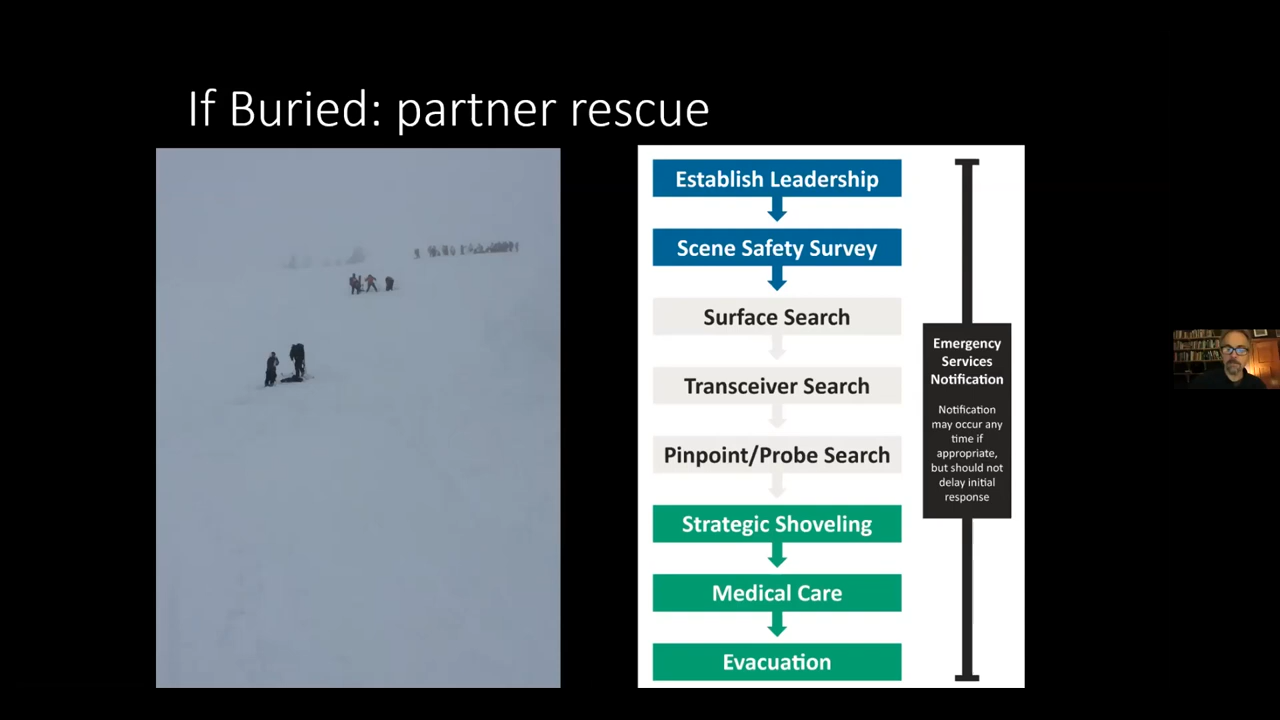 If Buried: partner rescue
Establish Leadership
Scene Safety Survey
Surface Search
Transceiver Search
Pinpoint/Probe Search
Strategic Shoveling
Medical Care
Evacuation
Emergency
Services
Notification
Notification
may occur any
time if
appropriate,
but should not
delay initial
response